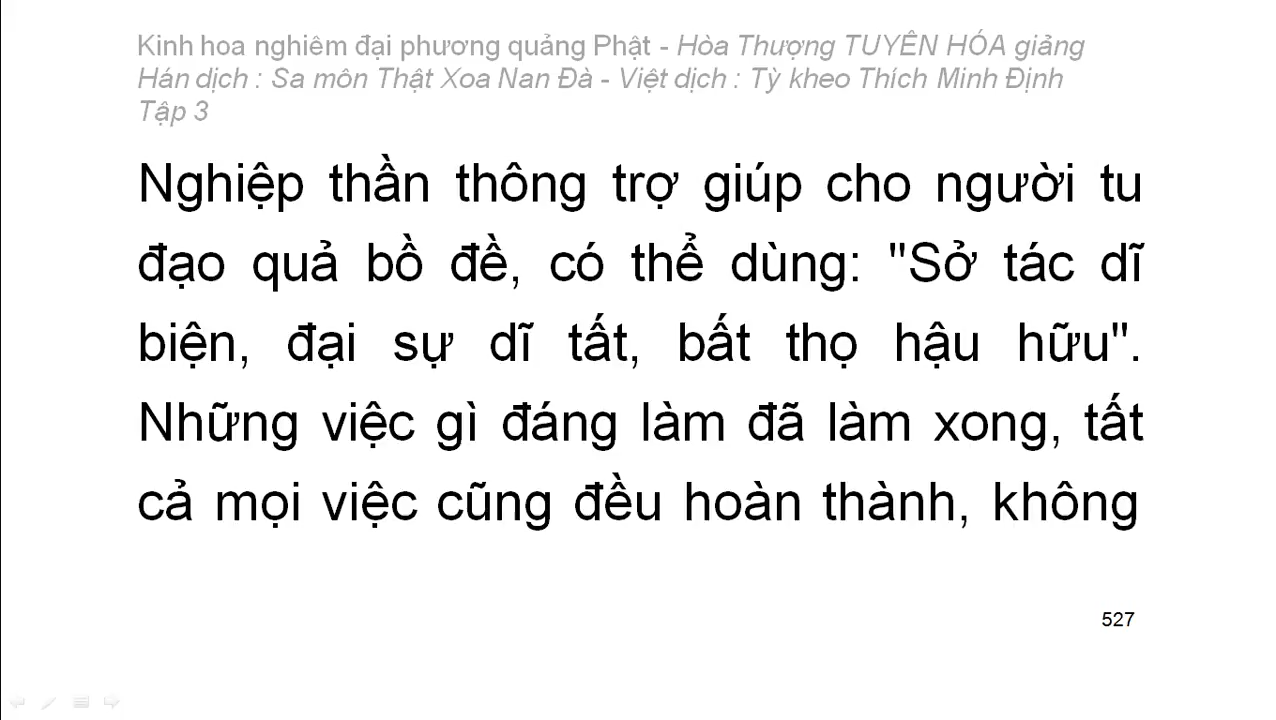 Kinh hoa nghiêm đại phương quảng Phật - Hòa Thượng TUYÊN HÓA giảng
Hán dịch : Sa môn Thật Xoa Nan Đà - Việt dịch : Tỳ kheo Thích Minh Định
Tập 3
Nghiệp thần thông trợ giúp cho người tu
đạo quả bồ đề, có thể dùng: "Sở tác dĩ
biện, đại sự dĩ tất, bất thọ hậu hữu".
Những việc gì đáng làm đã làm xong, tất
cả mọi việc cũng đều hoàn thành, không
527